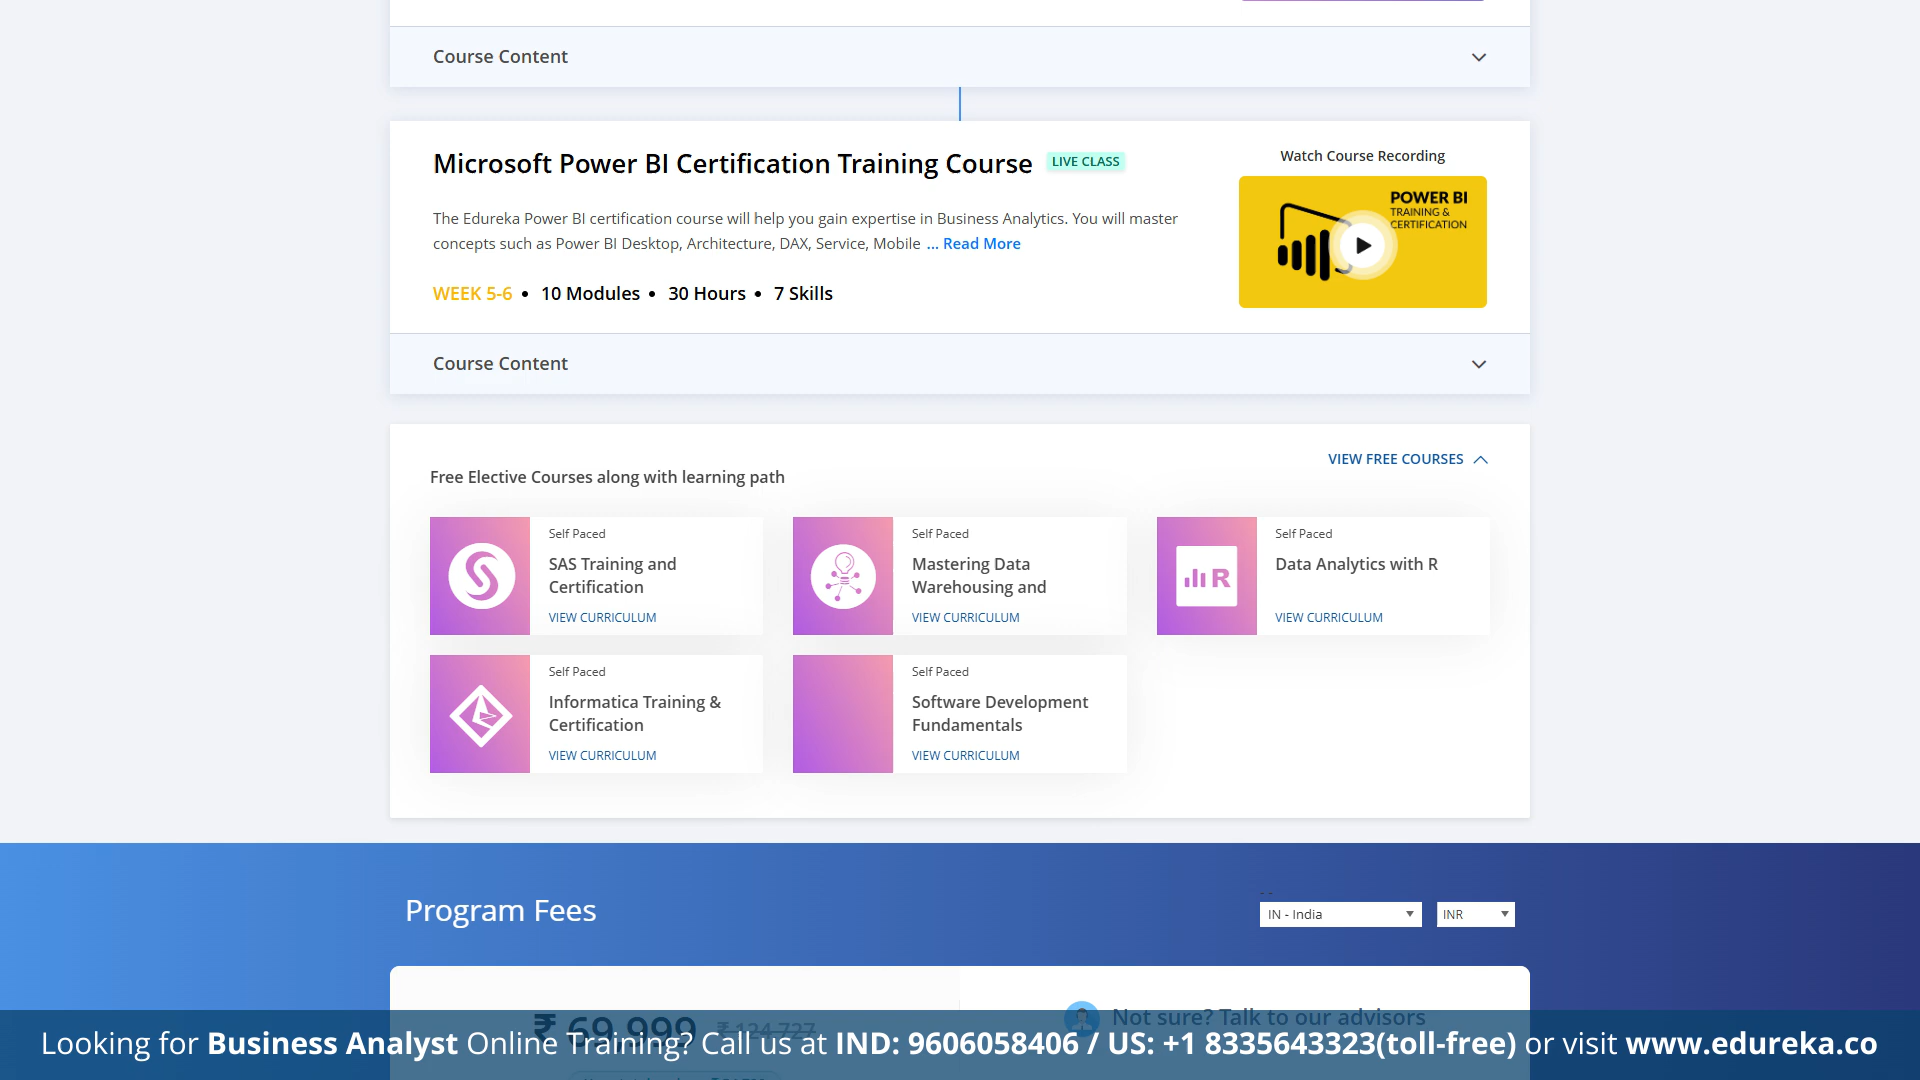 Course Content
Microsoft Power BI Certification Training Course LIVE CLASS
The Edureka Power BI certification course will help you gain expertise in Business Analytics. You will master
concepts such as Power BI Desktop, Architecture, DAX, Service, Mobile ... Read More
WEEK 5-6 • 10 Modules • 30 Hours • 7 Skills
Watch Course Recording
POWER BI
TRAINING &
CERTIFICATION
Course Content
VIEW FREE COURSES
Free Elective Courses along with learning path
Self Paced
SAS Training and
Certification
VIEW CURRICULUM
Self Paced
Mastering Data
Warehousing and
VIEW CURRICULUM
R
Self Paced
Data Analytics with R
VIEW CURRICULUM
Self Paced
Informatica Training &
Certification
VIEW CURRICULUM
Self Paced
Software Development
Fundamentals
VIEW CURRICULUM
Program Fees
IN - India
INR
₹ 69,999 ₹ 124,727
Not sure? Talk to our advisors
Looking for Business Analyst Online Training? Call us at IND: 9606058406 / US: +1 8335643323(toll-free) or visit www.edureka.co